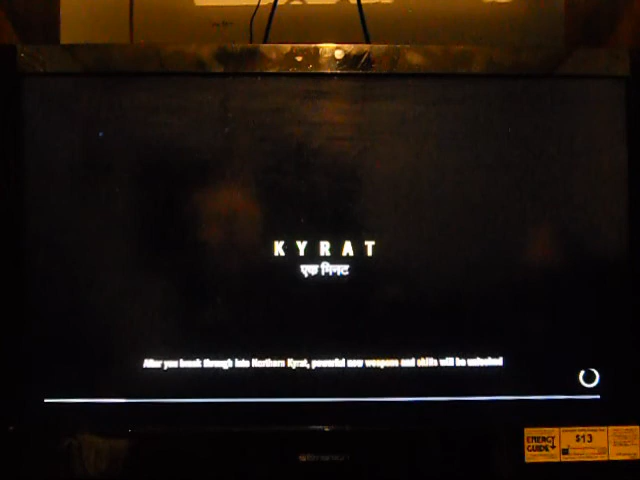 KYRAT
एक मिनट
After you break through into Northern Kyrat, powerful new weapons and skills will be unlocked
ENERGY
GUIDE
$13